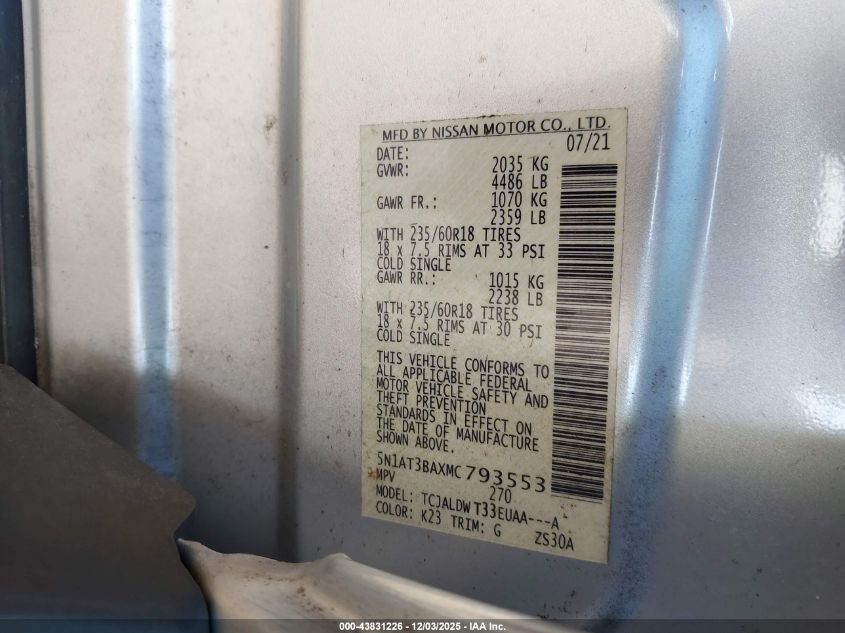 MFD BY NISSAN MOTOR CO., LTD.
DATE: 07/21
GVWR: 2035 KG
4486 LB
GAWR FR.: 1070 KG
2359 LB
WITH 235/60R18 TIRES
18 x 7.5 RIMS AT 33 PSI
COLD SINGLE
GAWR RR.: 1015 KG
2238 LB
WITH 235/60R18 TIRES
18 x 7.5 RIMS AT 30 PSI
COLD SINGLE
THIS VEHICLE CONFORMS TO
ALL APPLICABLE FEDERAL
MOTOR VEHICLE SAFETY AND
THEFT PREVENTION
STANDARDS IN EFFECT ON
THE DATE OF MANUFACTURE
SHOWN ABOVE.
5N1AT3BAXMC 793553
MPV 270
MODEL: TCJALDW T33EUAA---A
COLOR: K23 TRIM: G ZS30A
000-43831226 • 12/03/2025 • IAA Inc.